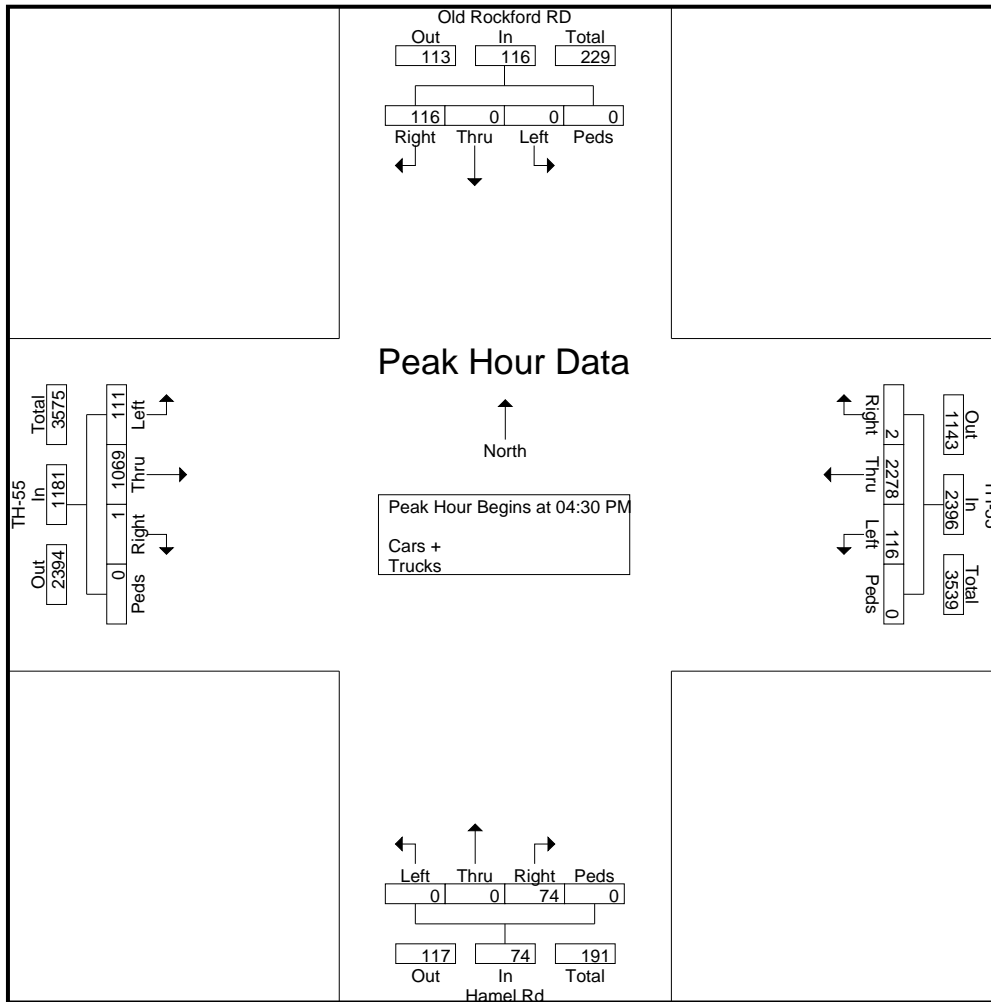 Old Rockford RD
Out In Total
113 116 229
116 0 0 0
Right Thru Left Peds
Peak Hour Data
North
Peak Hour Begins at 04:30 PM
Cars +
Trucks
TH-55
Total In Out
3575 1181 2394
111 1069 1 0
Left Thru Right Peds
Right Thru Left Peds
2 2278 116 0
Out In Total
1143 2396 3539
Left Thru Right Peds
0 0 74 0
117 74 191
Out In Total
Hamel Rd